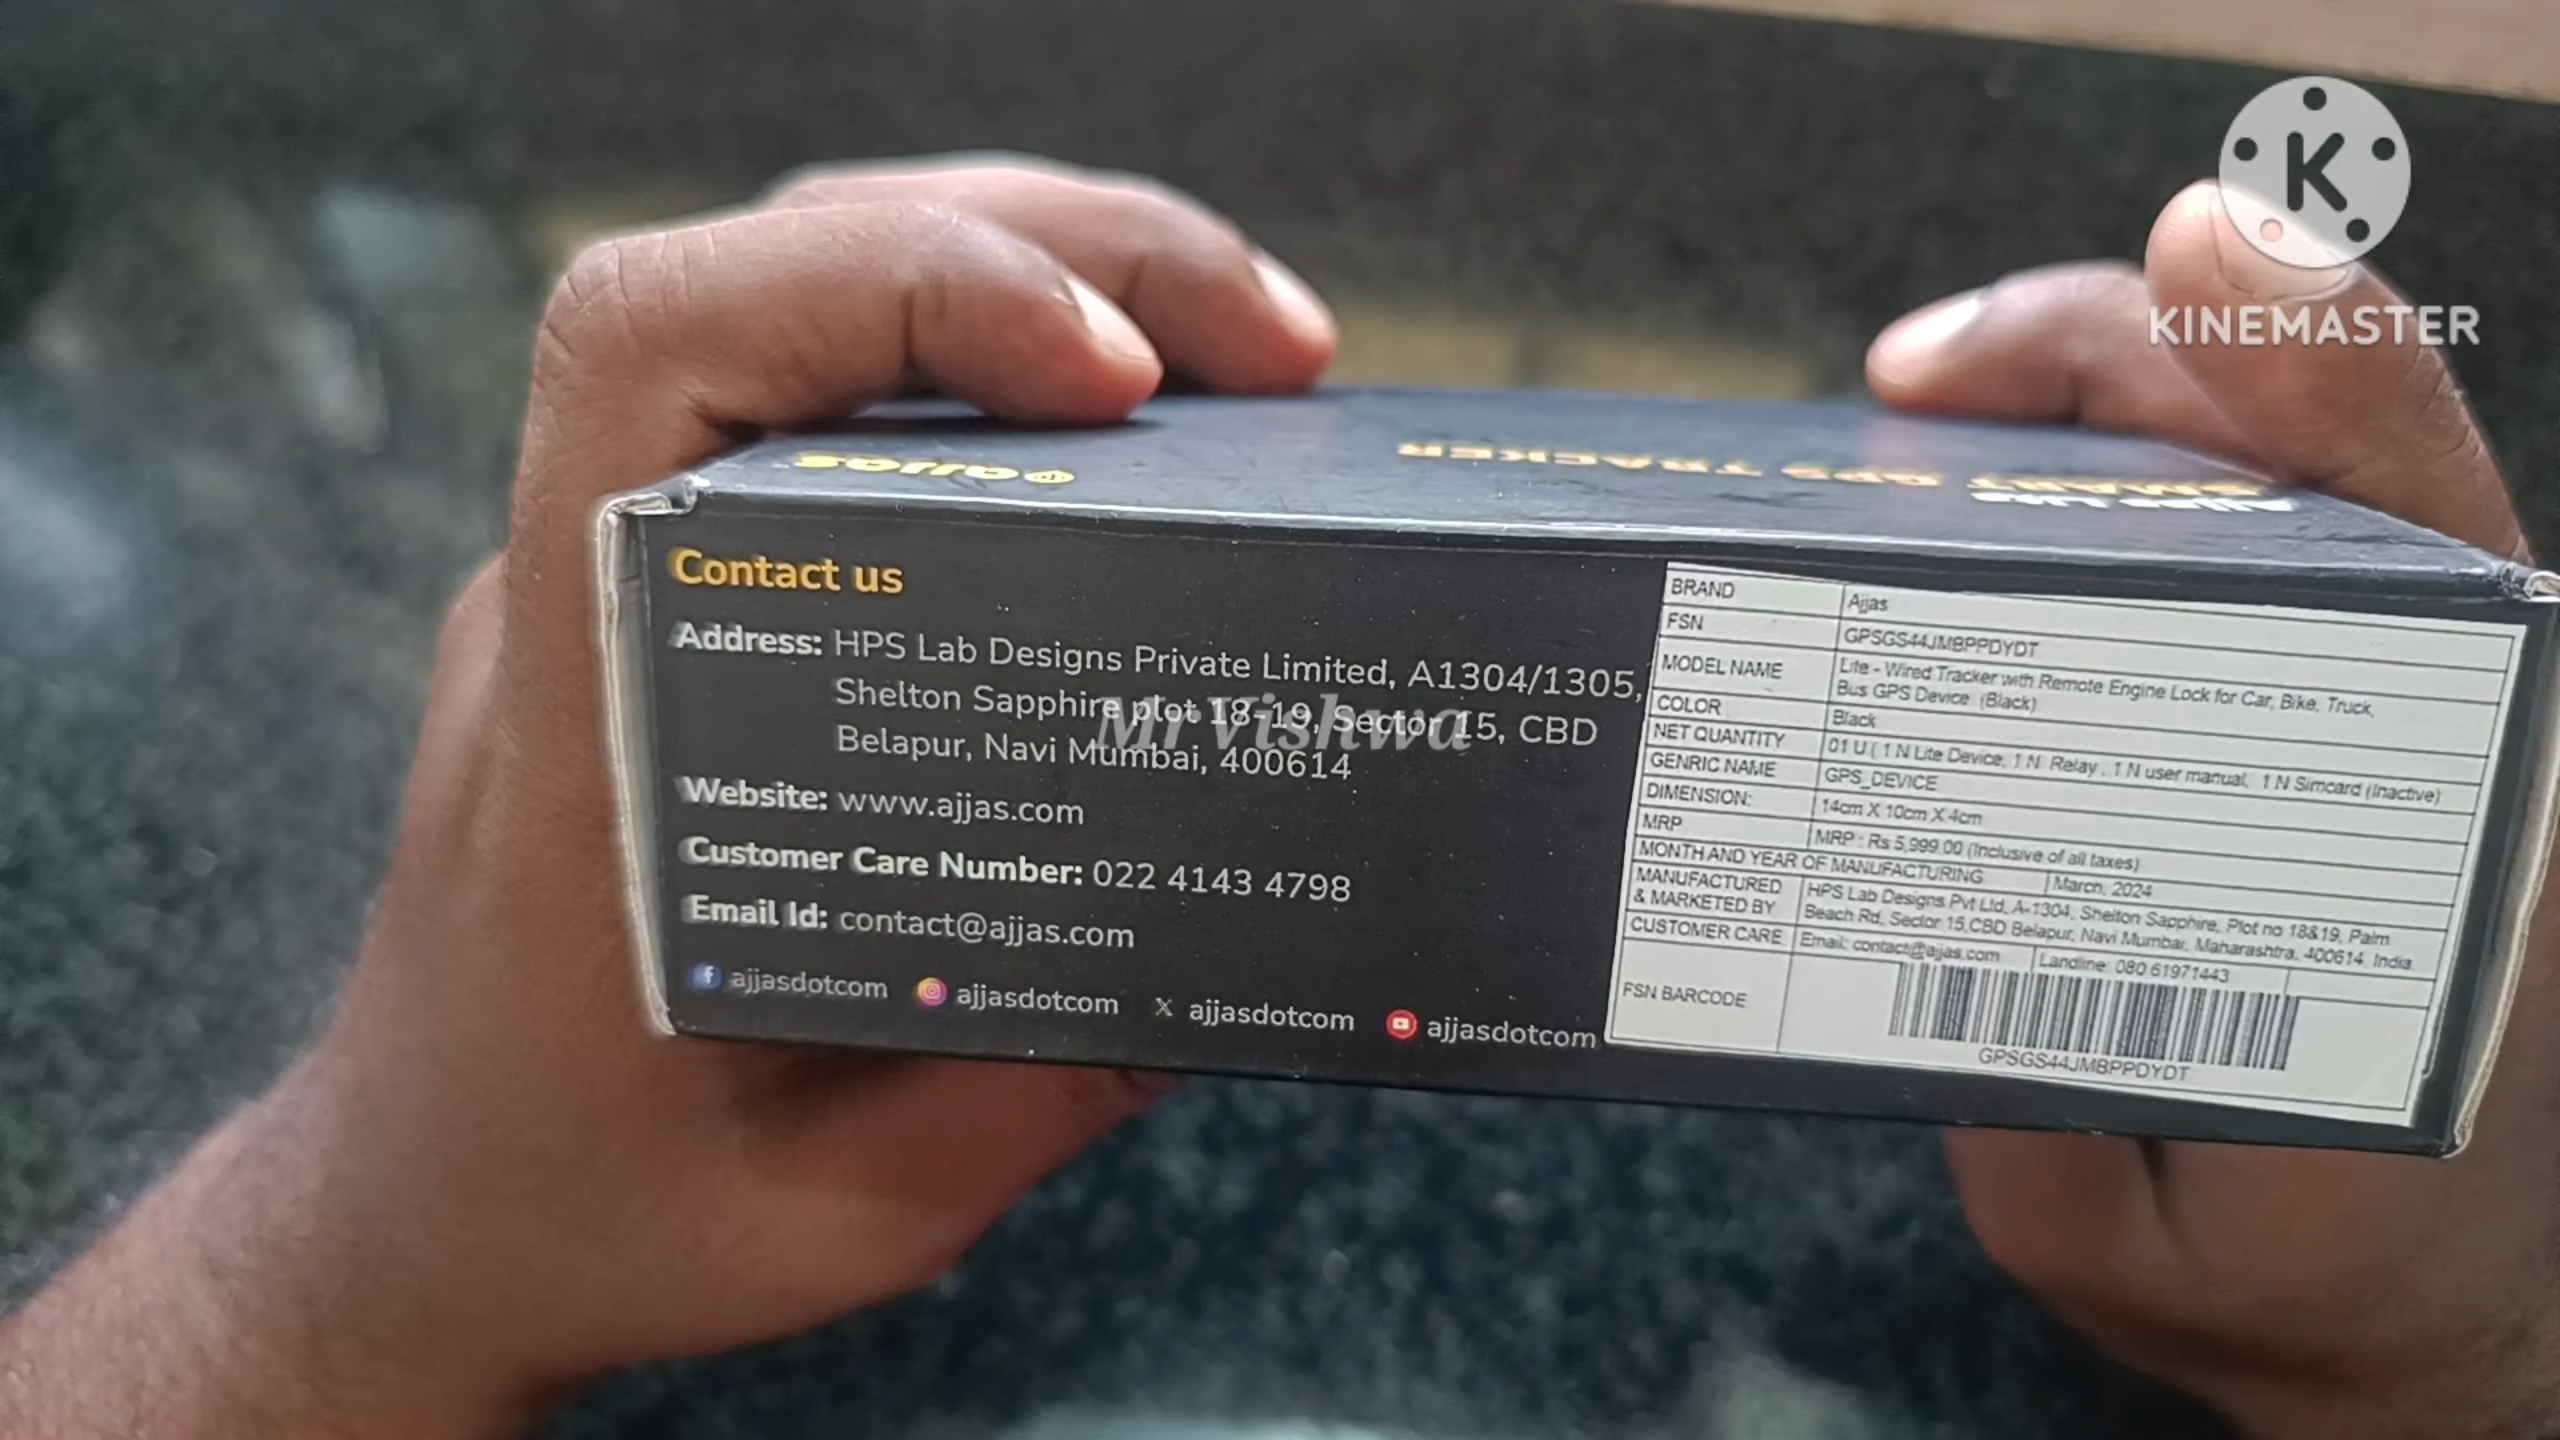 KINEMASTER
ajjas
SMART GPS TRACKER
Ajjas Lite
Contact us
Address: HPS Lab Designs Private Limited, A1304/1305,
Shelton Sapphire plot 18-19, Sector 15, CBD
Belapur, Navi Mumbai, 400614
MrVishwa
Website: www.ajjas.com
Customer Care Number: 022 4143 4798
Email Id: contact@ajjas.com
ajjasdotcom ajjasdotcom X ajjasdotcom ajjasdotcom
BRAND Ajjas
FSN GPSGS44JMBPPDYDT
MODEL NAME Lite - Wired Tracker with Remote Engine Lock for Car, Bike, Truck,
Bus GPS Device (Black)
COLOR Black
NET QUANTITY 01 U ( 1 N Lite Device, 1 N Relay , 1 N user manual, 1 N Simcard (Inactive)
GENRIC NAME GPS_DEVICE
DIMENSION: 14cm X 10cm X 4cm
MRP MRP : Rs 5,999.00 (Inclusive of all taxes)
MONTH AND YEAR OF MANUFACTURING March, 2024
MANUFACTURED HPS Lab Designs Pvt Ltd, A-1304, Shelton Sapphire, Plot no 18&19, Palm
& MARKETED BY Beach Rd, Sector 15,CBD Belapur, Navi Mumbai, Maharashtra, 400614, India.
CUSTOMER CARE Email: contact@ajjas.com Landline: 080 61971443
FSN BARCODE
GPSGS44JMBPPDYDT